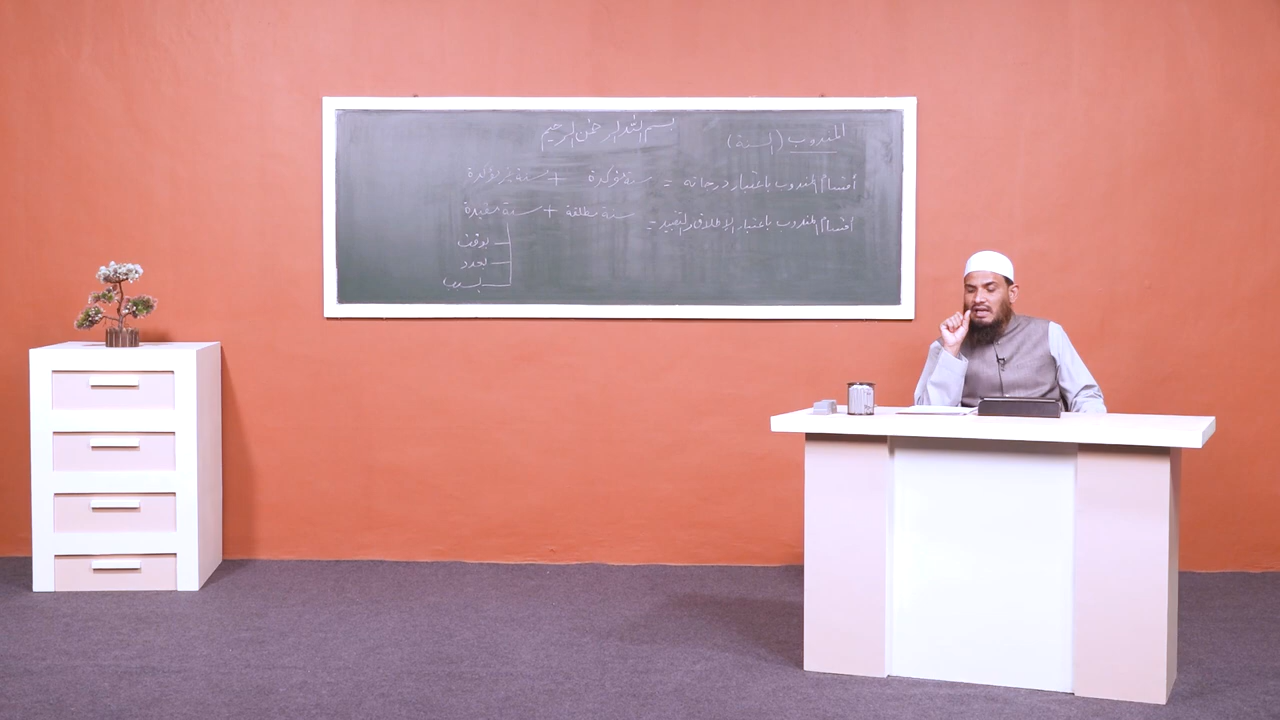 بسم الله الرحمن الرحيم
المندوب (السنة)
أقسام المندوب باعتبار درجاته = سنة مؤكدة + سنة غير مؤكدة
أقسام المندوب باعتبار الإطلاق والتقييد = سنة مطلقة + سنة مقيدة
بوقت
بعدد
بسبب